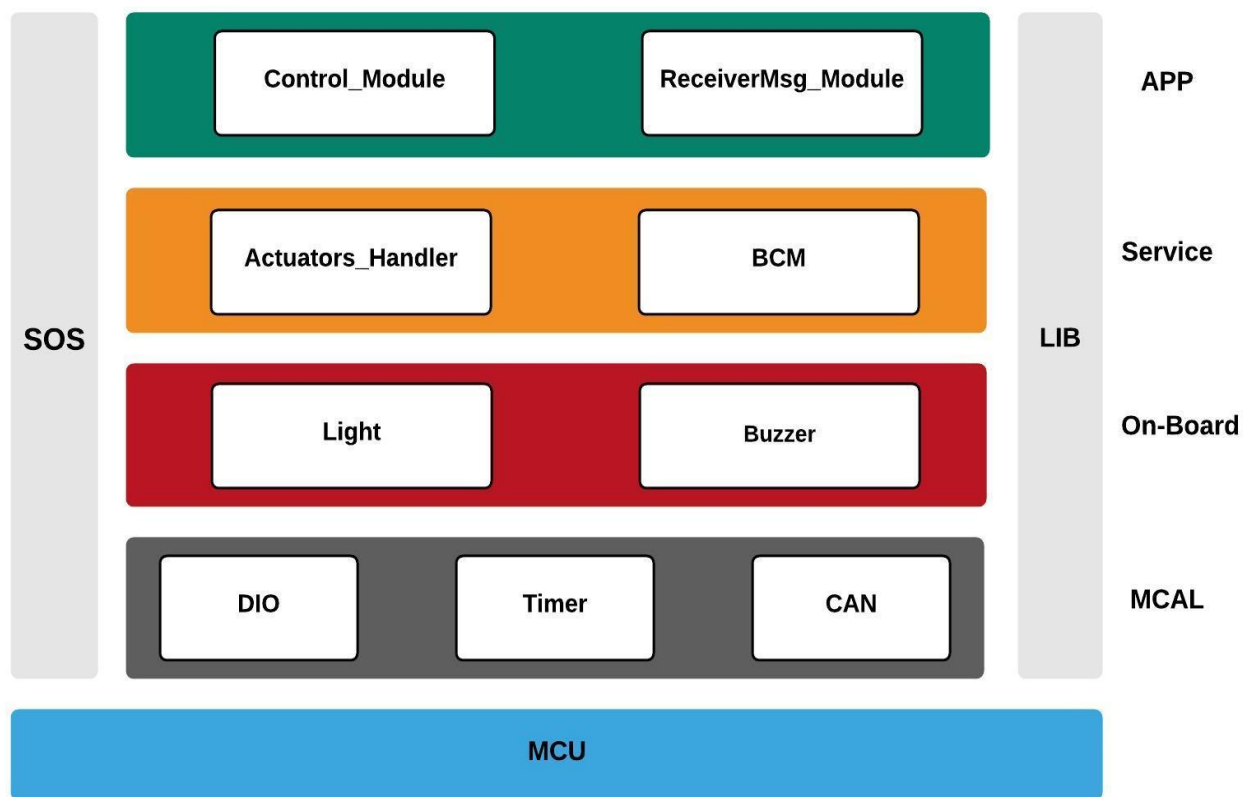 Control_Module
ReceiverMsg_Module
APP
Actuators_Handler
BCM
Service
SOS
LIB
Light
Buzzer
On-Board
DIO
Timer
CAN
MCAL
MCU